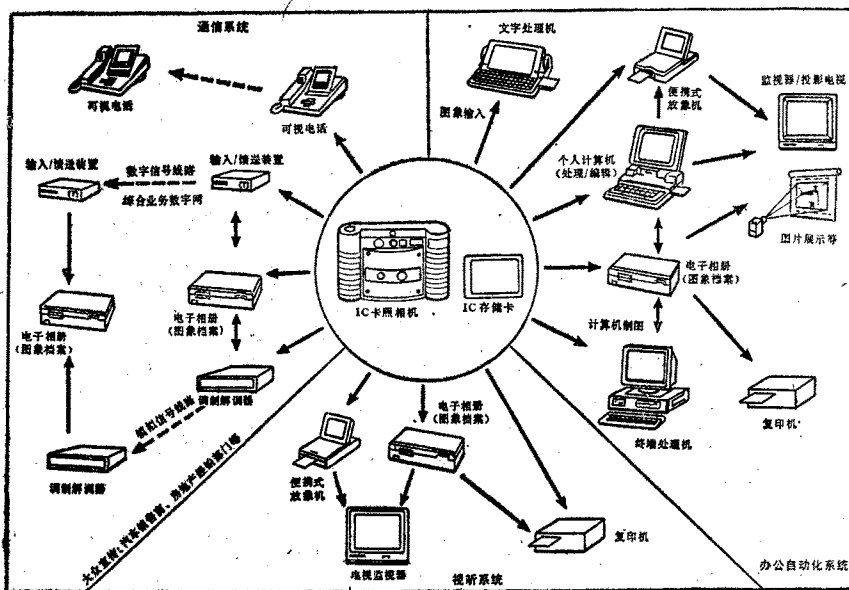 通信系统
可视电话
可视电话
输入/馈送装置
数字信号线路
综合业务数字网
输入/馈送装置
电子相册
(图象档案)
电子相册
(图象档案)
调制解调器
模拟信号线路
调制解调器
文字处理机
图象输入
便携式
放象机
监视器/投影电视
个人计算机
(处理/编辑)
图片展示等
电子相册
(图象档案)
计算机制图
终端处理机
复印机
IC卡照相机
IC存储卡
电子相册
(图象档案)
便携式
放象机
电视监视器
复印机
视听系统
办公自动化系统